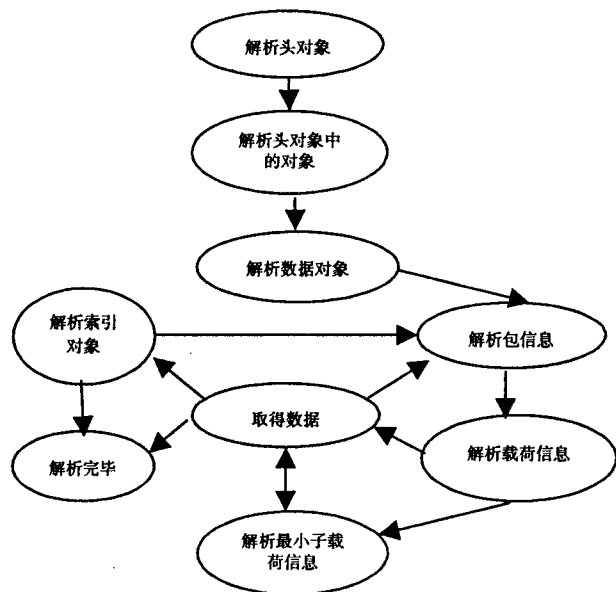 解析头对象
解析头对象中
的对象
解析数据对象
解析索引
对象
解析包信息
取得数据
解析完毕
解析载荷信息
解析最小子载
荷信息